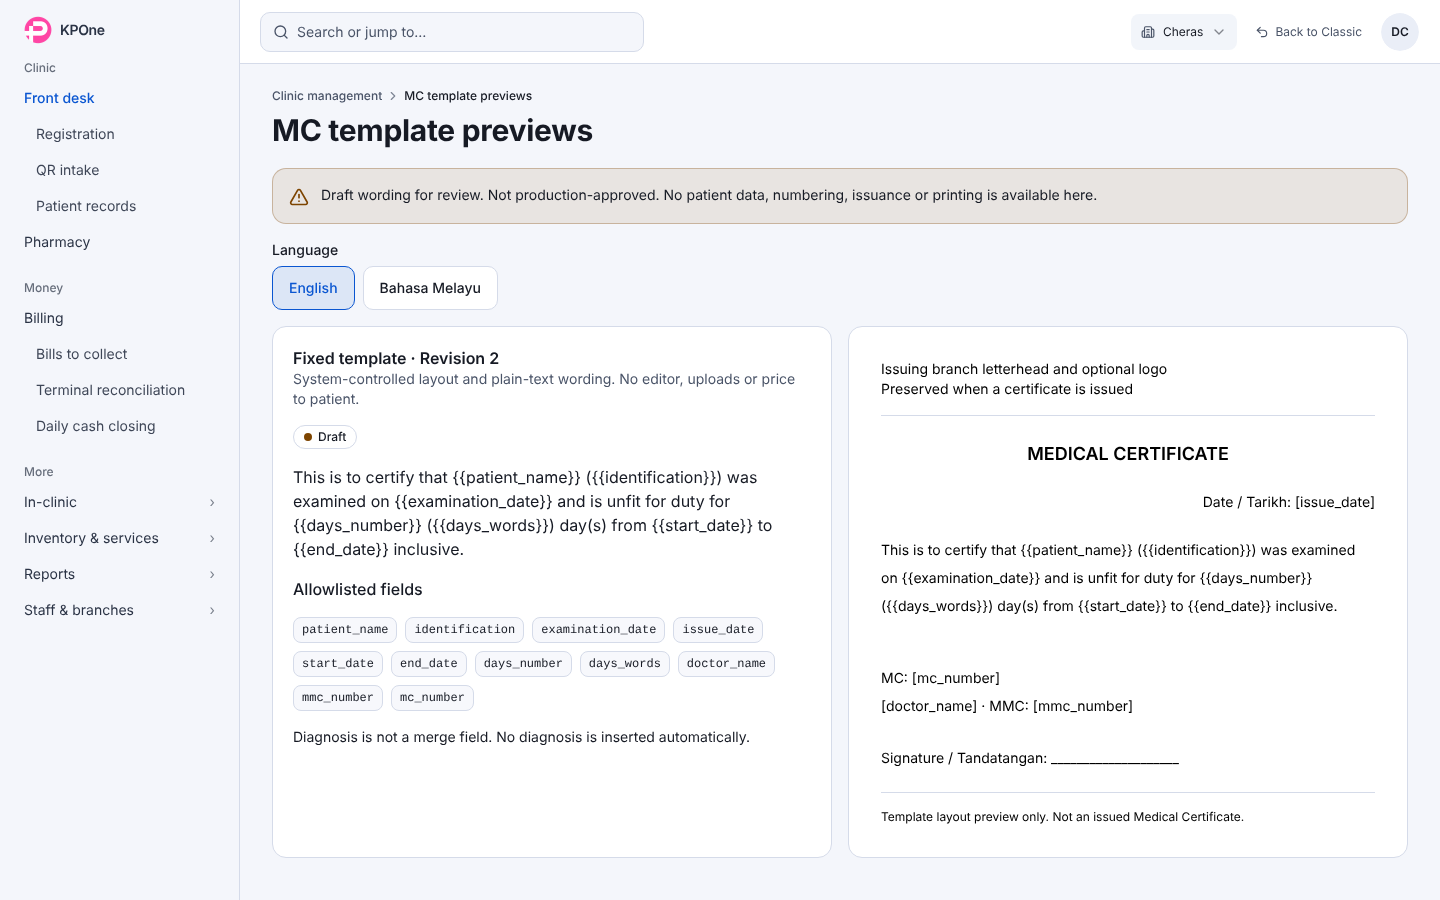 KPOne
Search or jump to...
Cheras
Back to Classic
DC
Clinic
Front desk
Registration
QR intake
Patient records
Pharmacy
Money
Billing
Bills to collect
Terminal reconciliation
Daily cash closing
More
In-clinic
Inventory & services
Reports
Staff & branches
Clinic management > MC template previews
MC template previews
Draft wording for review. Not production-approved. No patient data, numbering, issuance or printing is available here.
Language
English
Bahasa Melayu
Fixed template · Revision 2
System-controlled layout and plain-text wording. No editor, uploads or price
to patient.
Draft
This is to certify that {{patient_name}} ({{identification}}) was
examined on {{examination_date}} and is unfit for duty for
{{days_number}} ({{days_words}}) day(s) from {{start_date}} to
{{end_date}} inclusive.
Allowlisted fields
patient_name identification examination_date issue_date
start_date end_date days_number days_words doctor_name
mmc_number mc_number
Diagnosis is not a merge field. No diagnosis is inserted automatically.
Issuing branch letterhead and optional logo
Preserved when a certificate is issued
MEDICAL CERTIFICATE
Date / Tarikh: [issue_date]
This is to certify that {{patient_name}} ({{identification}}) was examined
on {{examination_date}} and is unfit for duty for {{days_number}}
({{days_words}}) day(s) from {{start_date}} to {{end_date}} inclusive.
MC: [mc_number]
[doctor_name] · MMC: [mmc_number]
Signature / Tandatangan: ____________________
Template layout preview only. Not an issued Medical Certificate.